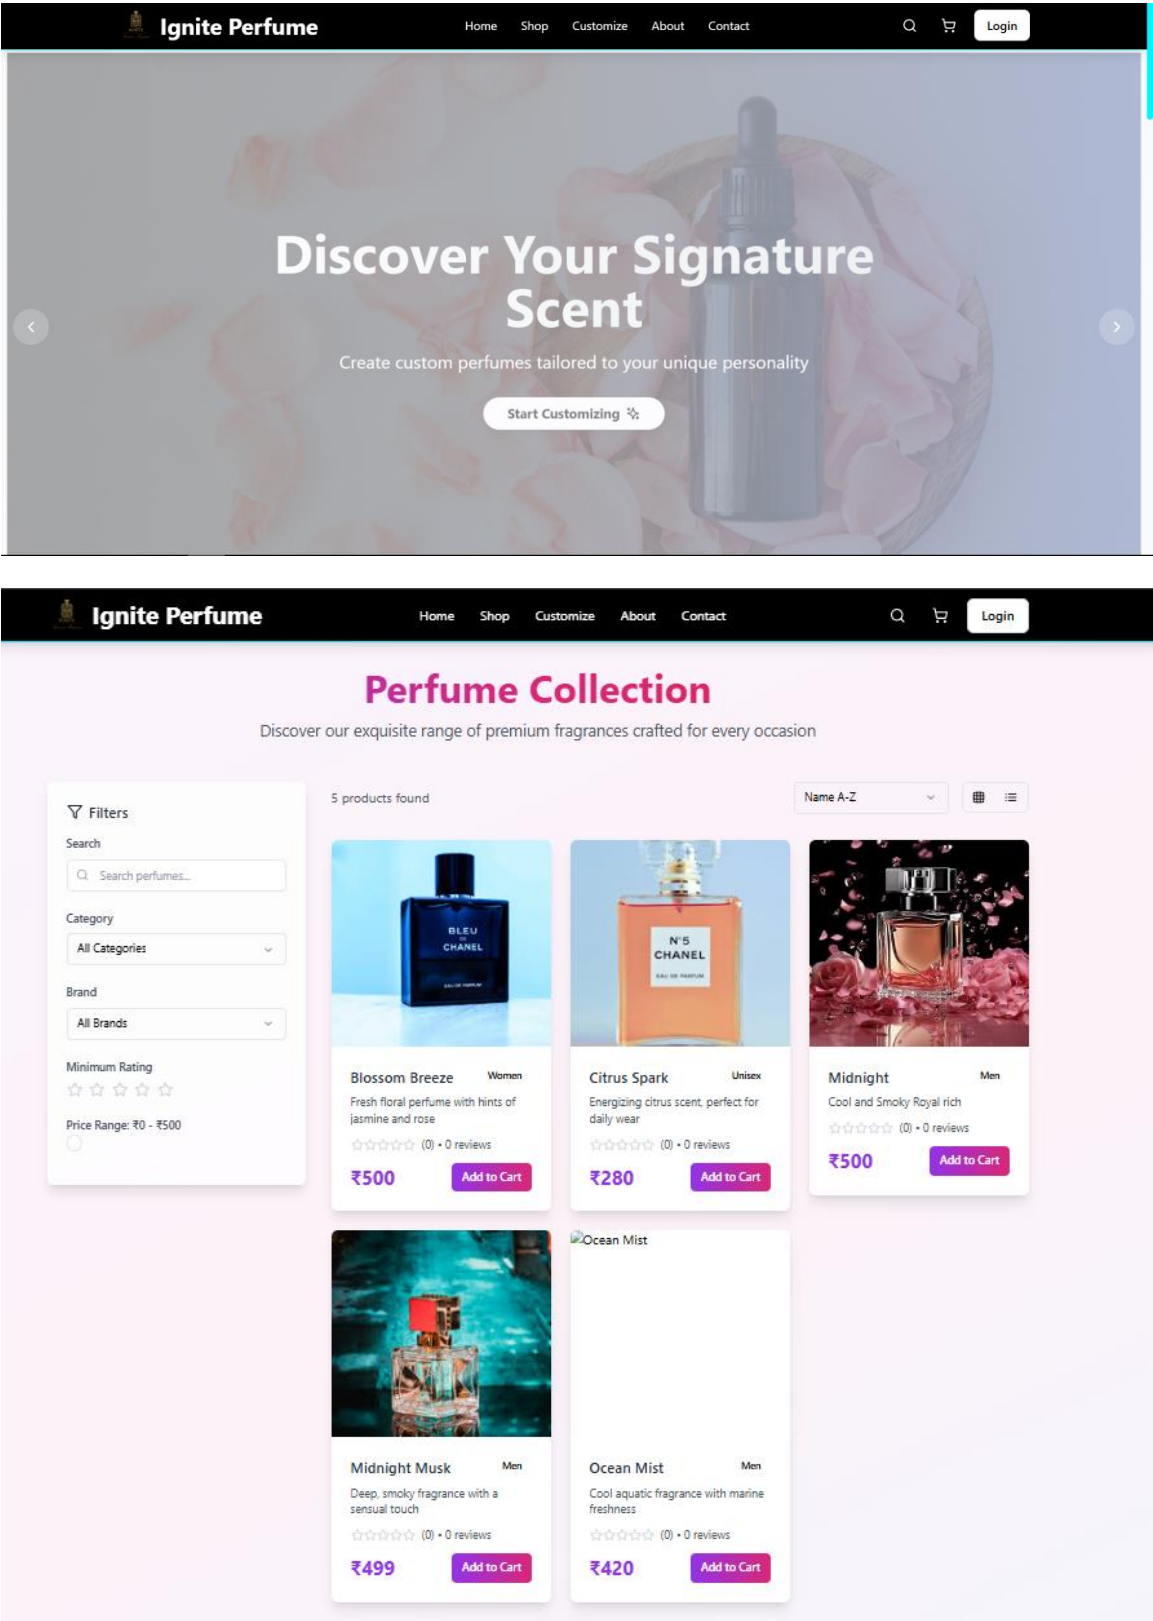 Ignite Perfume
Home Shop Customize About Contact
Login
Discover Your Signature
Scent
Create custom perfumes tailored to your unique personality
Start Customizing
Ignite Perfume
Home Shop Customize About Contact
Login
Perfume Collection
Discover our exquisite range of premium fragrances crafted for every occasion
Filters
Search
Search perfumes...
Category
All Categories
Brand
All Brands
Minimum Rating
Price Range: ₹0 - ₹500
5 products found
Name A-Z
BLEU
DE
CHANEL
EAU DE PARFUM
Blossom Breeze Women
Fresh floral perfume with hints of
jasmine and rose
(0) • 0 reviews
₹500 Add to Cart
N°5
CHANEL
EAU DE PARFUM
Citrus Spark Unisex
Energizing citrus scent, perfect for
daily wear
(0) • 0 reviews
₹280 Add to Cart
Midnight Men
Cool and Smoky Royal rich
(0) • 0 reviews
₹500 Add to Cart
Midnight Musk Men
Deep, smoky fragrance with a
sensual touch
(0) • 0 reviews
₹499 Add to Cart
Ocean Mist
Ocean Mist Men
Cool aquatic fragrance with marine
freshness
(0) • 0 reviews
₹420 Add to Cart